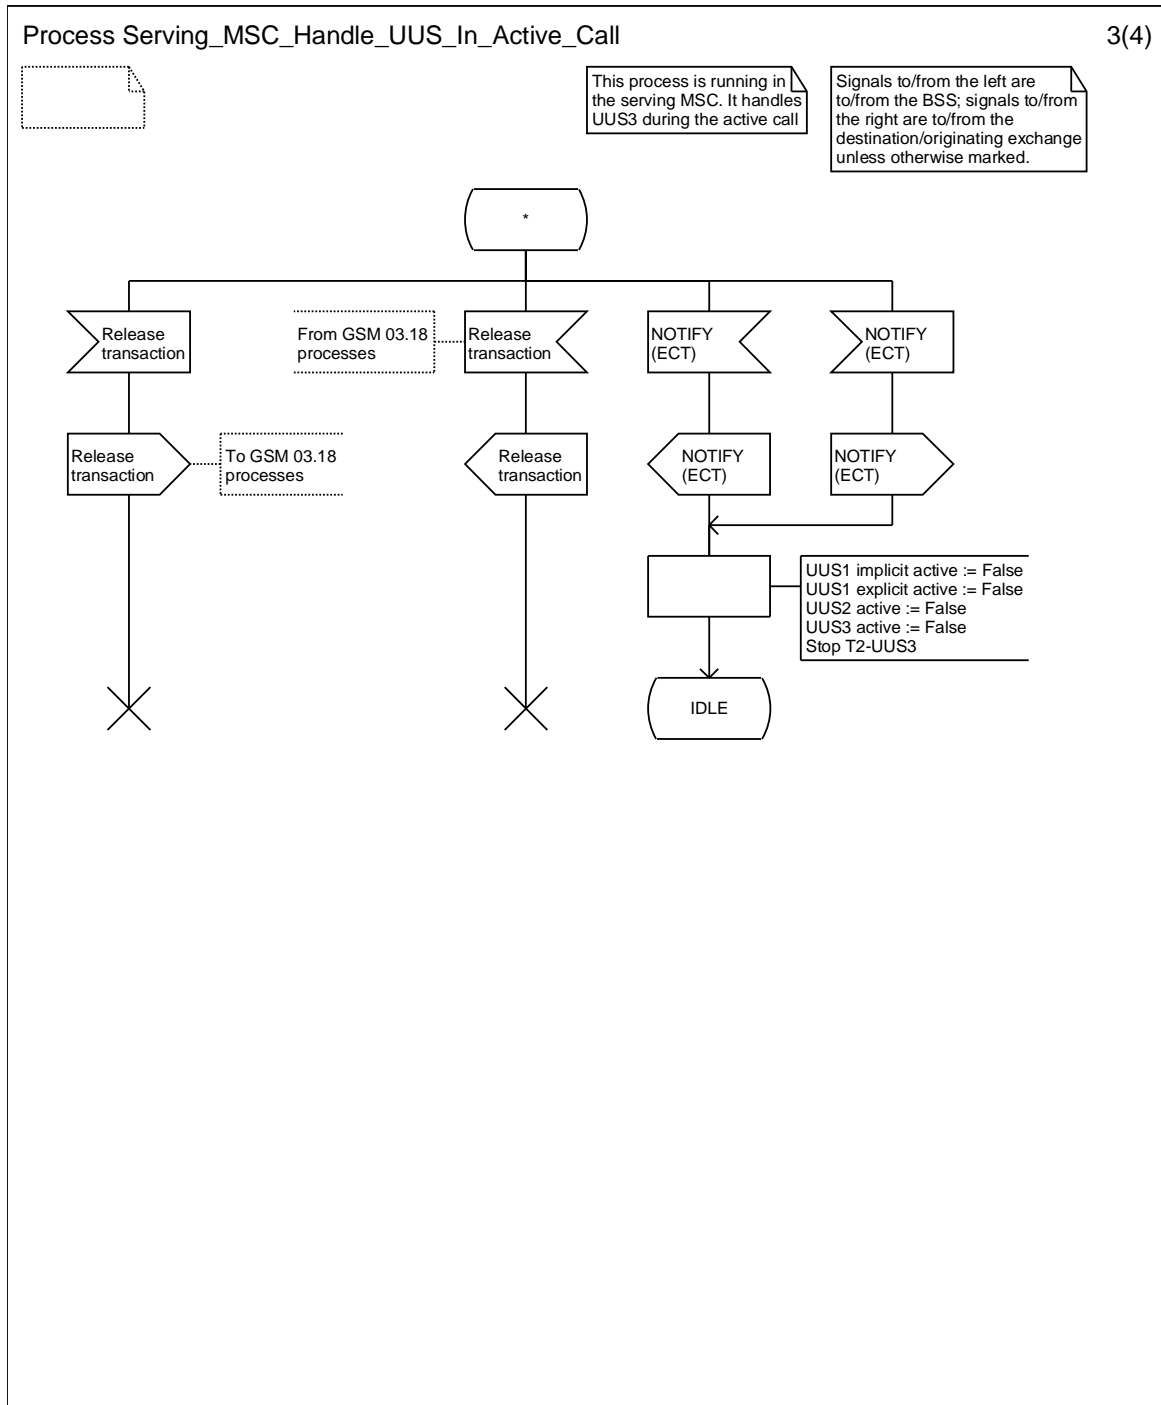 Process Serving_MSC_Handle_UUS_In_Active_Call
3(4)
This process is running in
the serving MSC. It handles
UUS3 during the active call
Signals to/from the left are
to/from the BSS; signals to/from
the right are to/from the
destination/originating exchange
unless otherwise marked.
*
Release
transaction
From GSM 03.18
processes
Release
transaction
NOTIFY
(ECT)
NOTIFY
(ECT)
Release
transaction
To GSM 03.18
processes
Release
transaction
NOTIFY
(ECT)
NOTIFY
(ECT)
UUS1 implicit active := False
UUS1 explicit active := False
UUS2 active := False
UUS3 active := False
Stop T2-UUS3
IDLE